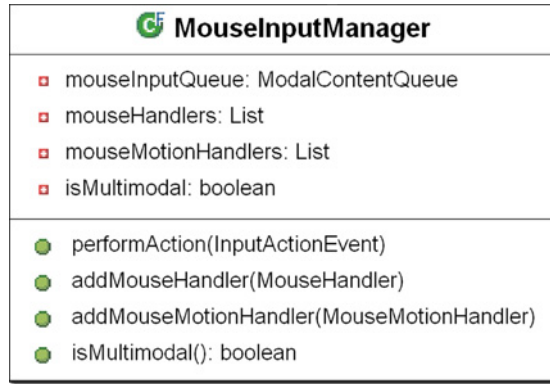 MouseInputManager
mouseInputQueue: ModalContentQueue
mouseHandlers: List
mouseMotionHandlers: List
isMultimodal: boolean
performAction(InputActionEvent)
addMouseHandler(MouseHandler)
addMouseMotionHandler(MouseMotionHandler)
isMultimodal(): boolean